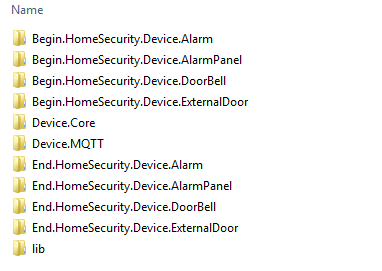 Name
Begin.HomeSecurity.Device.Alarm
Begin.HomeSecurity.Device.AlarmPanel
Begin.HomeSecurity.Device.DoorBell
Begin.HomeSecurity.Device.ExternalDoor
Device.Core
Device.MQTT
End.HomeSecurity.Device.Alarm
End.HomeSecurity.Device.AlarmPanel
End.HomeSecurity.Device.DoorBell
End.HomeSecurity.Device.ExternalDoor
lib